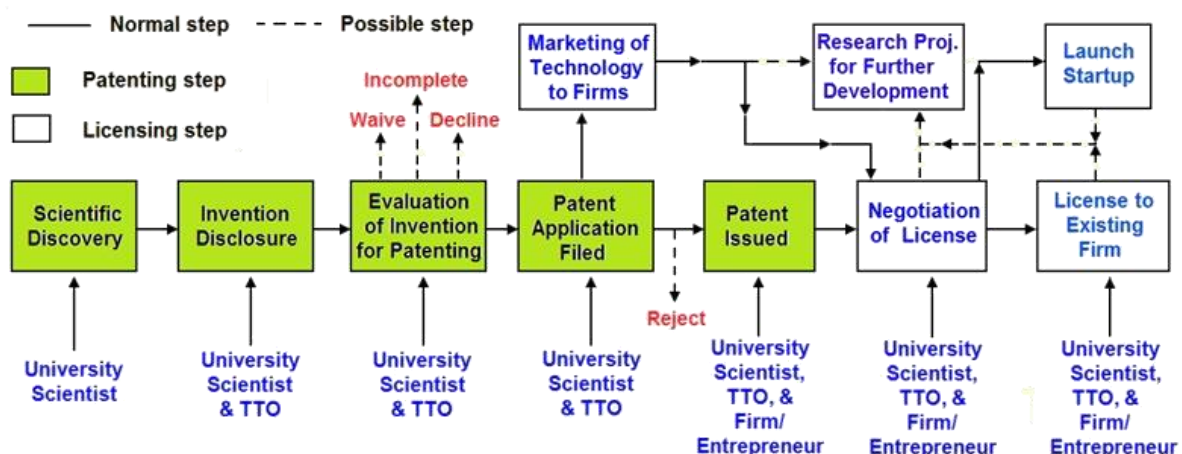 Normal step
Possible step
Patenting step
Licensing step
Marketing of
Technology
to Firms
Research Proj.
for Further
Development
Launch
Startup
Incomplete
Waive
Decline
Scientific
Discovery
Invention
Disclosure
Evaluation
of Invention
for Patenting
Patent
Application
Filed
Patent
Issued
Negotiation
of License
License to
Existing
Firm
Reject
University
Scientist
University
Scientist
& TTO
University
Scientist
& TTO
University
Scientist
& TTO
University
Scientist,
TTO, &
Firm/
Entrepreneur
University
Scientist,
TTO, &
Firm/
Entrepreneur
University
Scientist,
TTO, &
Firm/
Entrepreneur